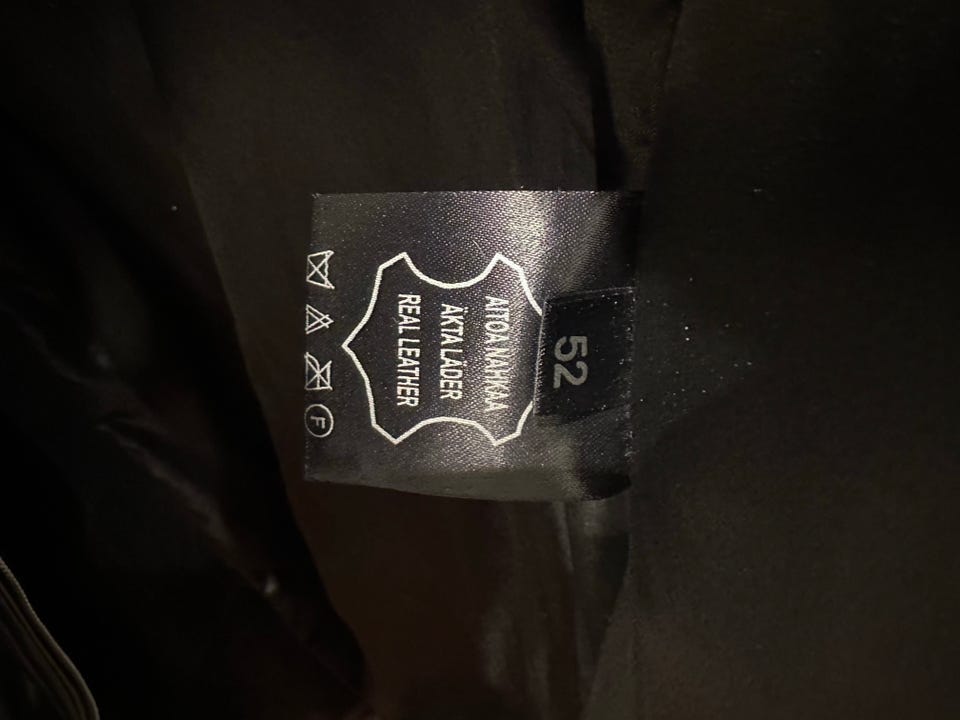 52
AITOA NAHKAA
ÄKTA LÄDER
REAL LEATHER
F